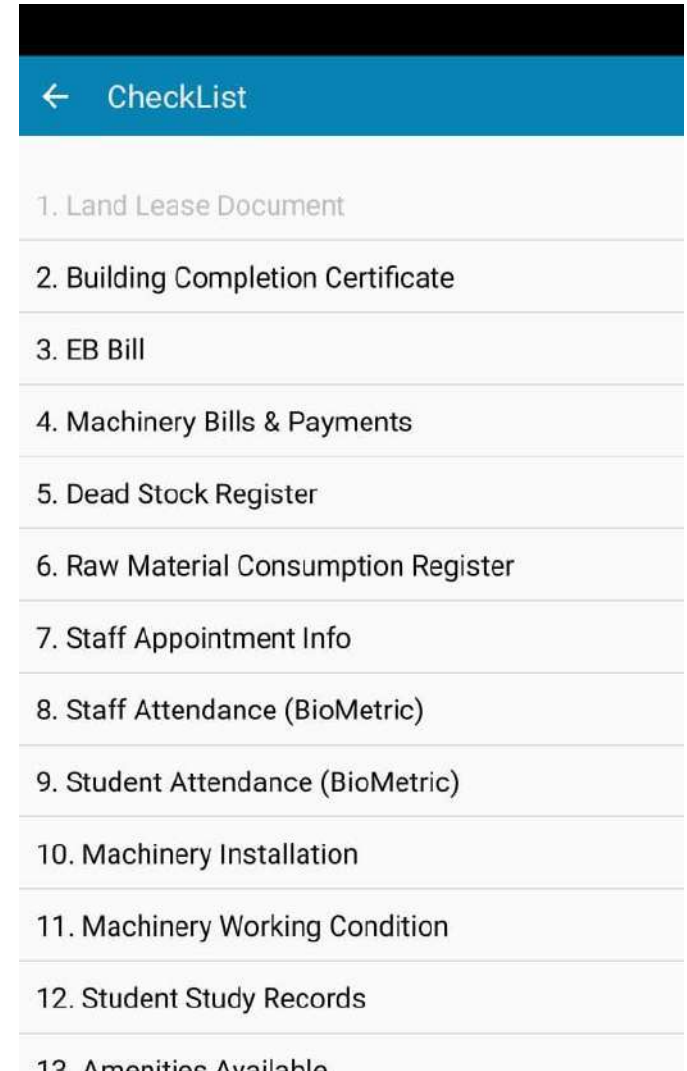 CheckList
1. Land Lease Document
2. Building Completion Certificate
3. EB Bill
4. Machinery Bills & Payments
5. Dead Stock Register
6. Raw Material Consumption Register
7. Staff Appointment Info
8. Staff Attendance (BioMetric)
9. Student Attendance (BioMetric)
10. Machinery Installation
11. Machinery Working Condition
12. Student Study Records
13. Amenities Available